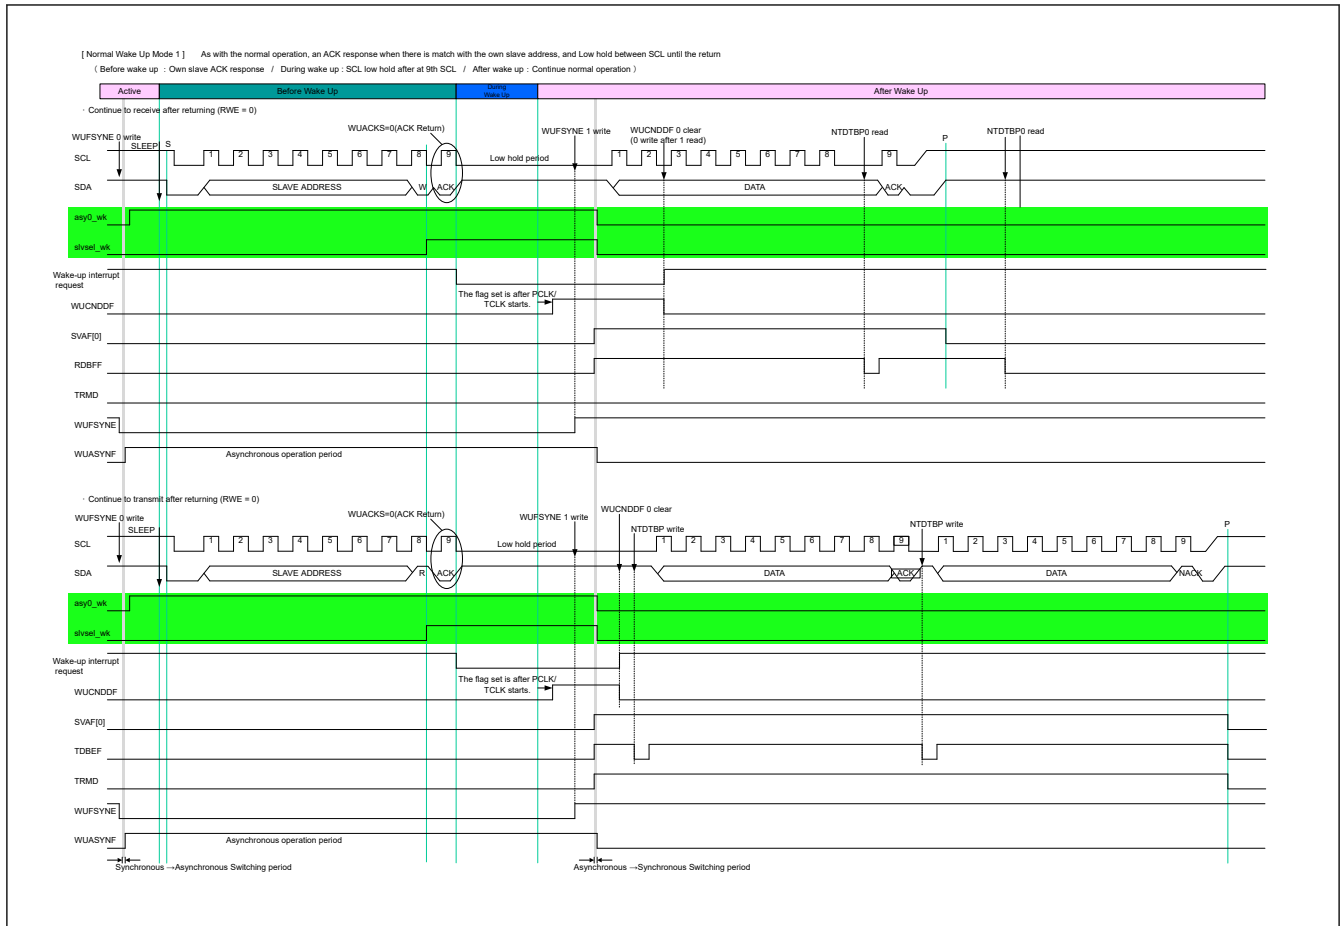 [ Normal Wake Up Mode 1 ] As with the normal operation, an ACK response when there is match with the own slave address, and Low hold between SCL until the return
( Before wake up : Own slave ACK response / During wake up : SCL low hold after at 9th SCL / After wake up : Continue normal operation )
Active Before Wake Up During Wake Up After Wake Up
· Continue to receive after returning (RWE = 0)
WUACKS=0(ACK Return) WUFSYNE 1 write WUCNDDF 0 clear NTDTBP0 read P NTDTBP0 read
(0 write after 1 read)
WUFSYNE 0 write
SLEEP S
SCL 1 2 3 4 5 6 7 8 9 Low hold period 1 2 3 4 5 6 7 8 9
SDA SLAVE ADDRESS W ACK DATA ACK
asy0_wk
slvsel_wk
Wake-up interrupt
request
The flag set is after PCLK/
TCLK starts.
WUCNDDF
SVAF[0]
RDBFF
TRMD
WUFSYNE
WUASYNF Asynchronous operation period
· Continue to transmit after returning (RWE = 0)
WUACKS=0(ACK Return) WUFSYNE 1 write WUCNDDF 0 clear
WUFSYNE 0 write NTDTBP write NTDTBP write P
SLEEP
SCL 1 2 3 4 5 6 7 8 9 Low hold period 1 2 3 4 5 6 7 8 9 1 2 3 4 5 6 7 8 9
SDA SLAVE ADDRESS R ACK DATA ACK DATA NACK
asy0_wk
slvsel_wk
Wake-up interrupt
request
The flag set is after PCLK/
TCLK starts.
WUCNDDF
SVAF[0]
TDBEF
TRMD
WUFSYNE
WUASYNF Asynchronous operation period
Synchronous →Asynchronous Switching period Asynchronous →Synchronous Switching period